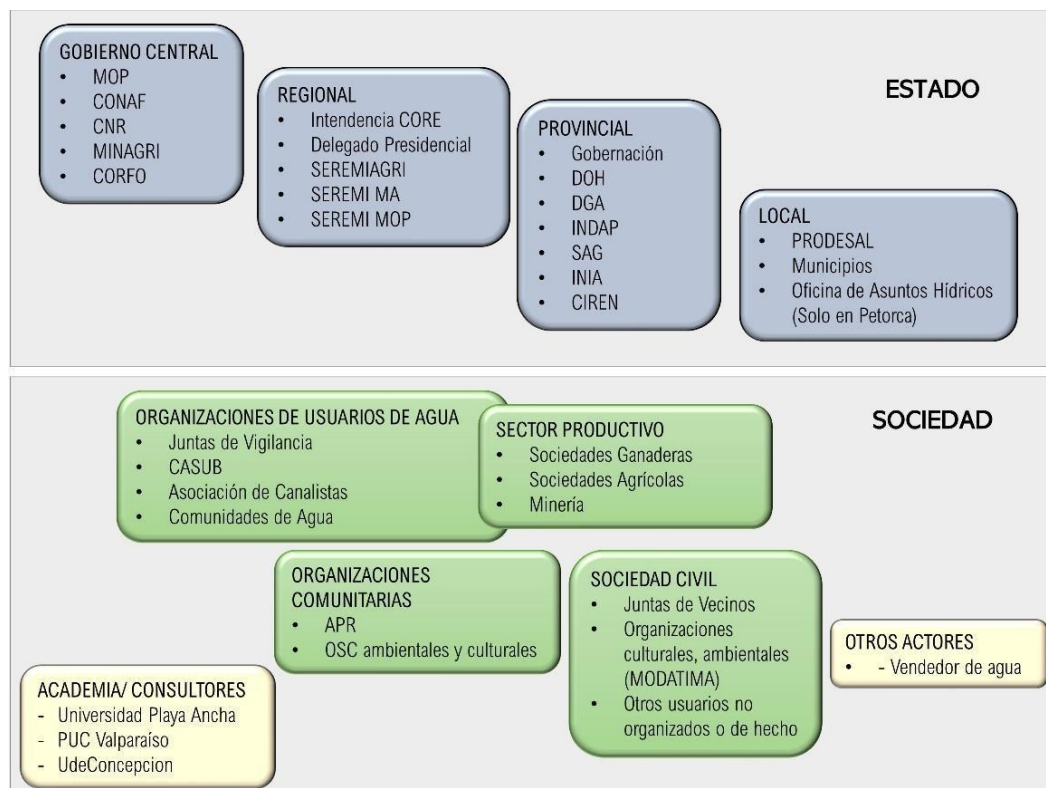 ESTADO
GOBIERNO CENTRAL
• MOP
• CONAF
• CNR
• MINAGRI
• CORFO
REGIONAL
• Intendencia CORE
• Delegado Presidencial
• SEREMIAGRI
• SEREMI MA
• SEREMI MOP
PROVINCIAL
• Gobernación
• DOH
• DGA
• INDAP
• SAG
• INIA
• CIREN
LOCAL
• PRODESAL
• Municipios
• Oficina de Asuntos Hídricos
(Solo en Petorca)
SOCIEDAD
ORGANIZACIONES DE USUARIOS DE AGUA
• Juntas de Vigilancia
• CASUB
• Asociación de Canalistas
• Comunidades de Agua
SECTOR PRODUCTIVO
• Sociedades Ganaderas
• Sociedades Agrícolas
• Minería
ORGANIZACIONES
COMUNITARIAS
• APR
• OSC ambientales y culturales
SOCIEDAD CIVIL
• Juntas de Vecinos
• Organizaciones
culturales, ambientales
(MODATIMA)
• Otros usuarios no
organizados o de hecho
OTROS ACTORES
• - Vendedor de agua
ACADEMIA/ CONSULTORES
- Universidad Playa Ancha
- PUC Valparaíso
- UdeConcepcion